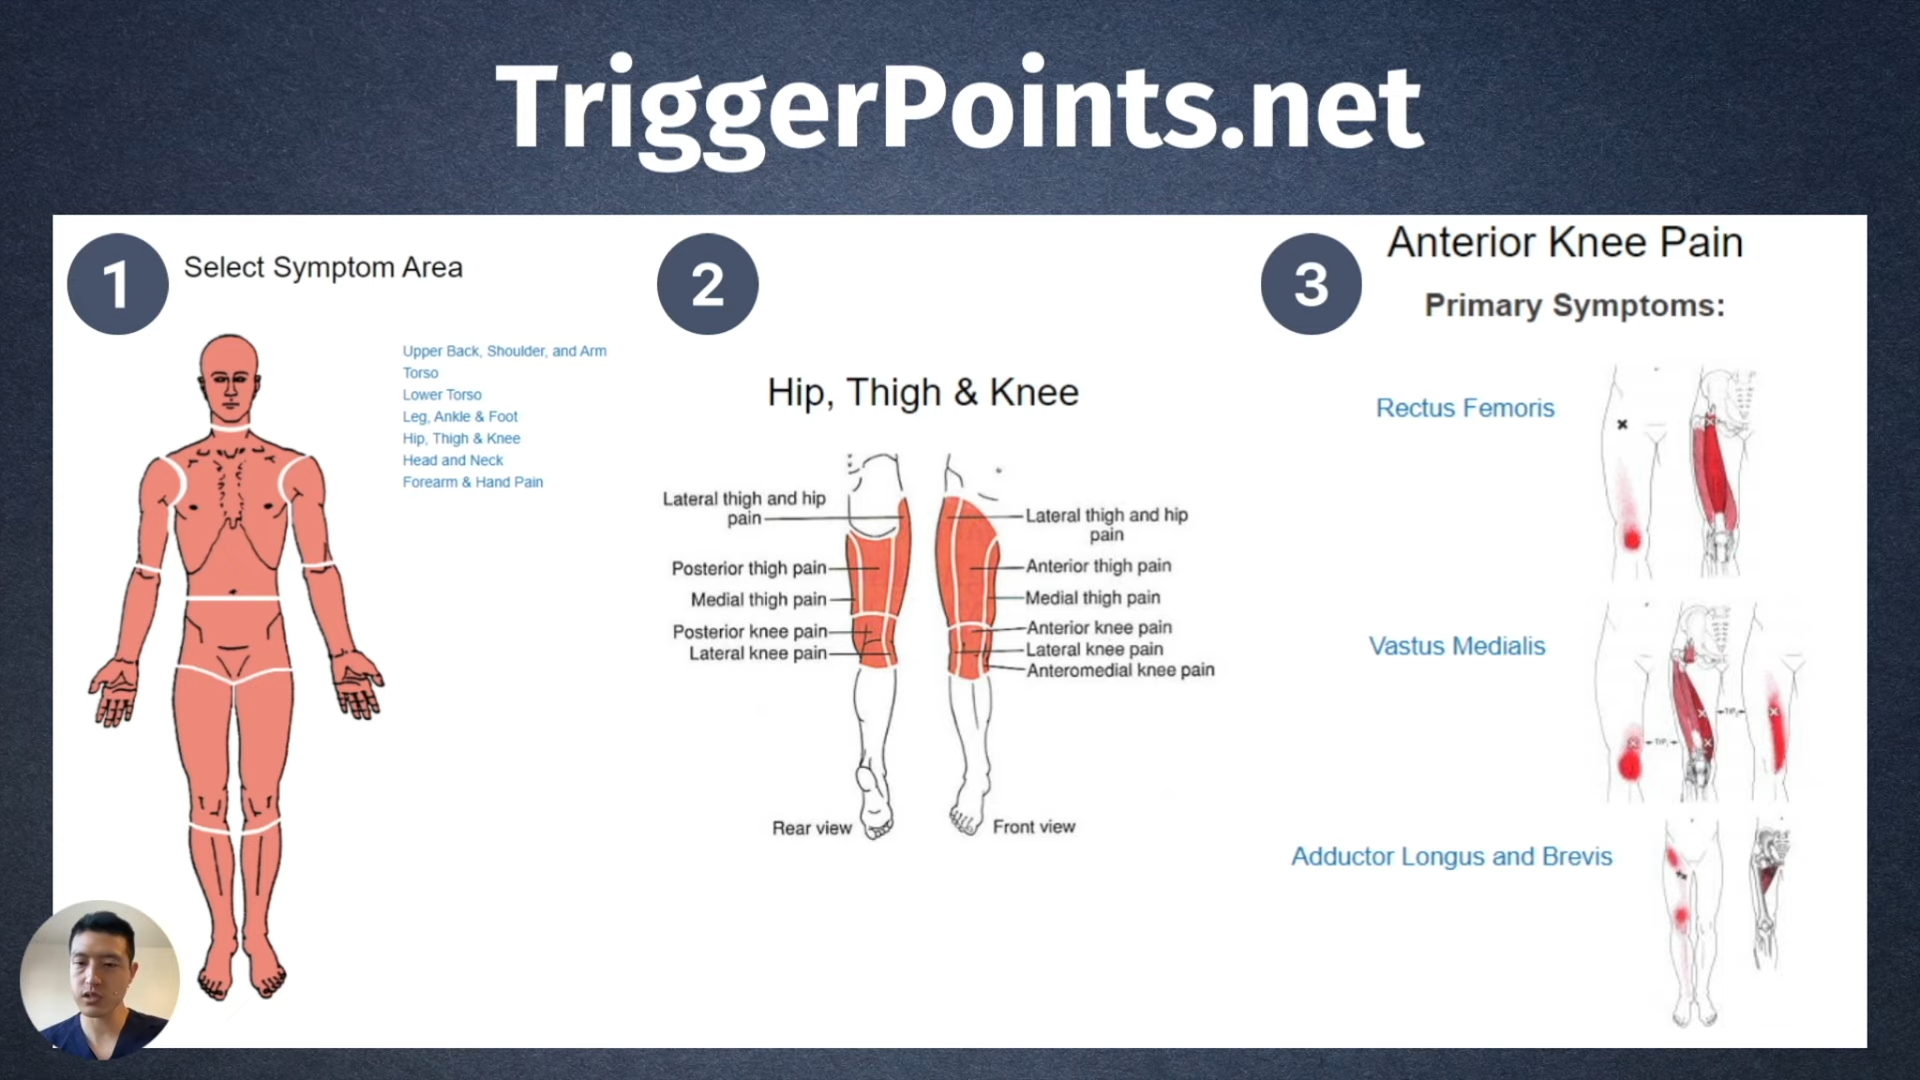 TriggerPoints.net
1
Select Symptom Area
Upper Back, Shoulder, and Arm
Torso
Lower Torso
Leg, Ankle & Foot
Hip, Thigh & Knee
Head and Neck
Forearm & Hand Pain
2
Hip, Thigh & Knee
Lateral thigh and hip
pain
Posterior thigh pain
Medial thigh pain
Posterior knee pain
Lateral knee pain
Rear view
Lateral thigh and hip
pain
Anterior thigh pain
Medial thigh pain
Anterior knee pain
Lateral knee pain
Anteromedial knee pain
Front view
3
Anterior Knee Pain
Primary Symptoms:
Rectus Femoris
Vastus Medialis
Adductor Longus and Brevis